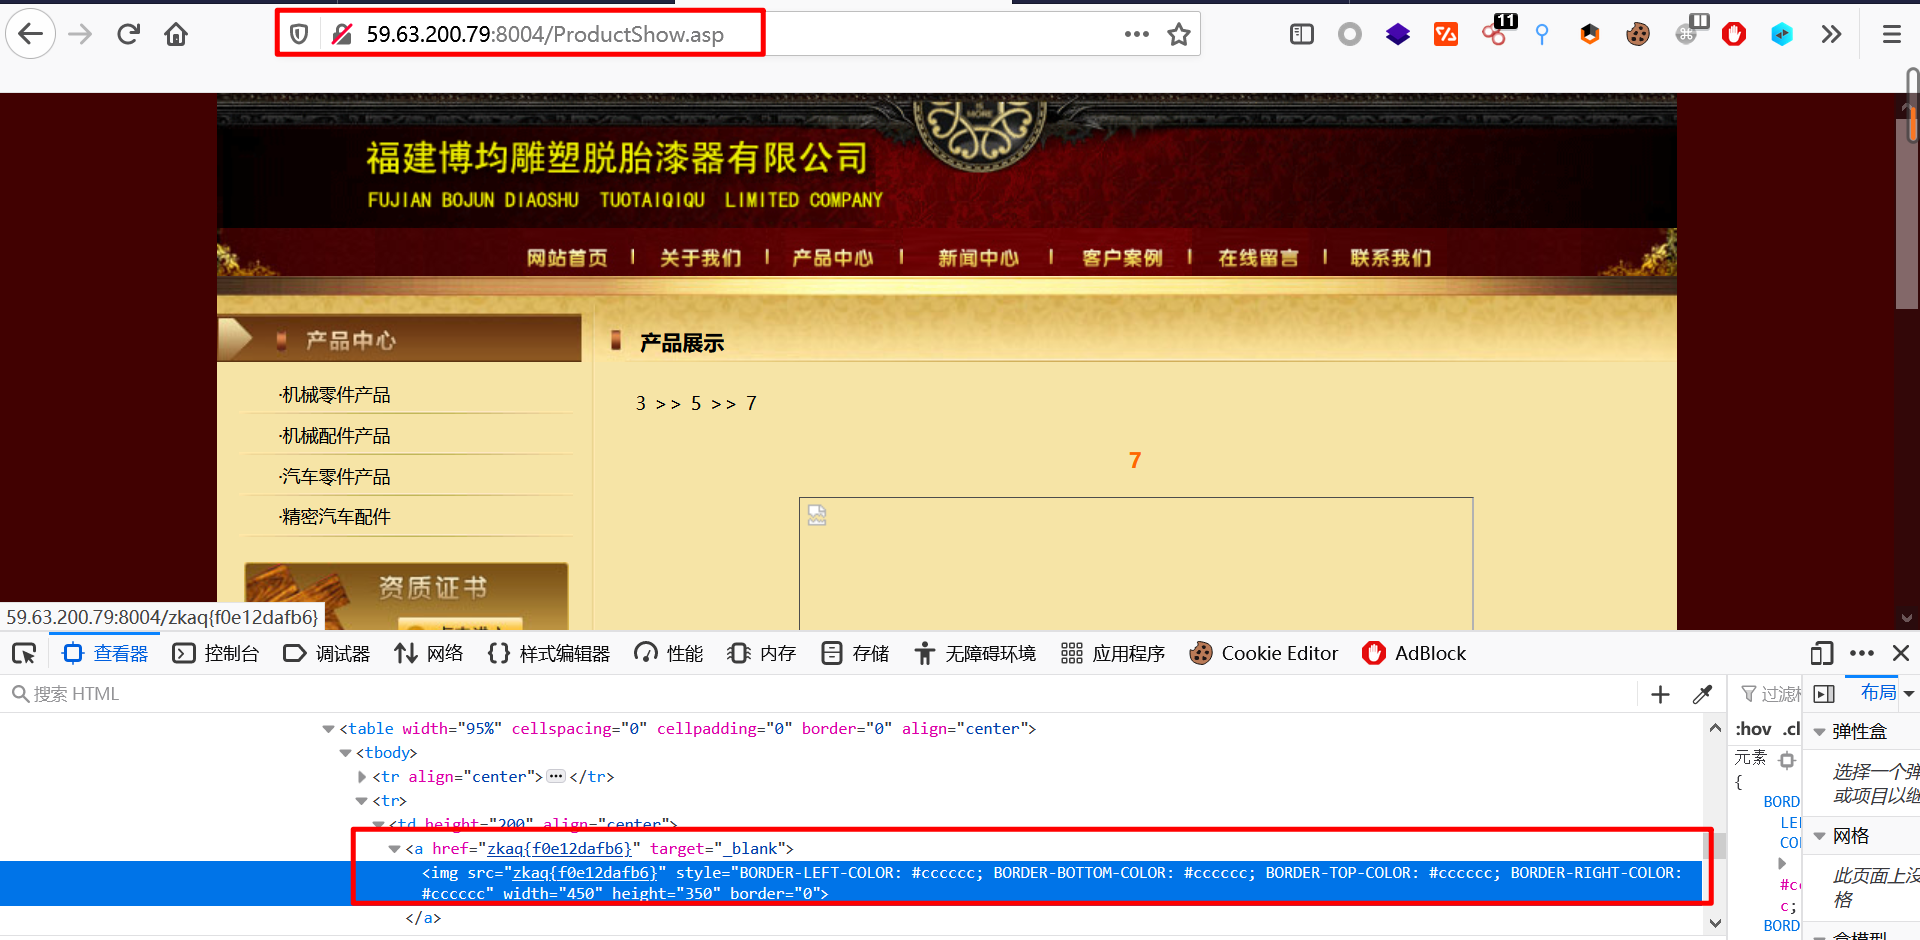 11
59.63.200.79:8004/ProductShow.asp
MORE
福建博均雕塑脱胎漆器有限公司
FUJIAN BOJUN DIAOSHU TUOTAIQIQU LIMITED COMPANY
网站首页 | 关于我们 | 产品中心 | 新闻中心 | 客户案例 | 在线留言 | 联系我们
产品中心
·机械零件产品
·机械配件产品
·汽车零件产品
·精密汽车配件
资质证书
产品展示
3 >> 5 >> 7
7
59.63.200.79:8004/zkaq{f0e12dafb6}
查看器 控制台 调试器 网络 {} 样式编辑器 性能 内存 存储 无障碍环境 应用程序 Cookie Editor AdBlock
搜索 HTML
<table width="95%" cellspacing="0" cellpadding="0" border="0" align="center">
<tbody>
<tr align="center"></tr>
<tr>
<td height="200" align="center">
<a href="zkaq{f0e12dafb6}" target="_blank">
<img src="zkaq{f0e12dafb6}" style="BORDER-LEFT-COLOR: #cccccc; BORDER-BOTTOM-COLOR: #cccccc; BORDER-TOP-COLOR: #cccccc; BORDER-RIGHT-COLOR:
#cccccc" width="450" height="350" border="0">
</a>
过滤
:hov .cl
元素
{
BORD
LE
CO
#cc
c;
BORD
布局
弹性盒
选择一个弹
或项目以继
网格
此页面上没
格
盒模型